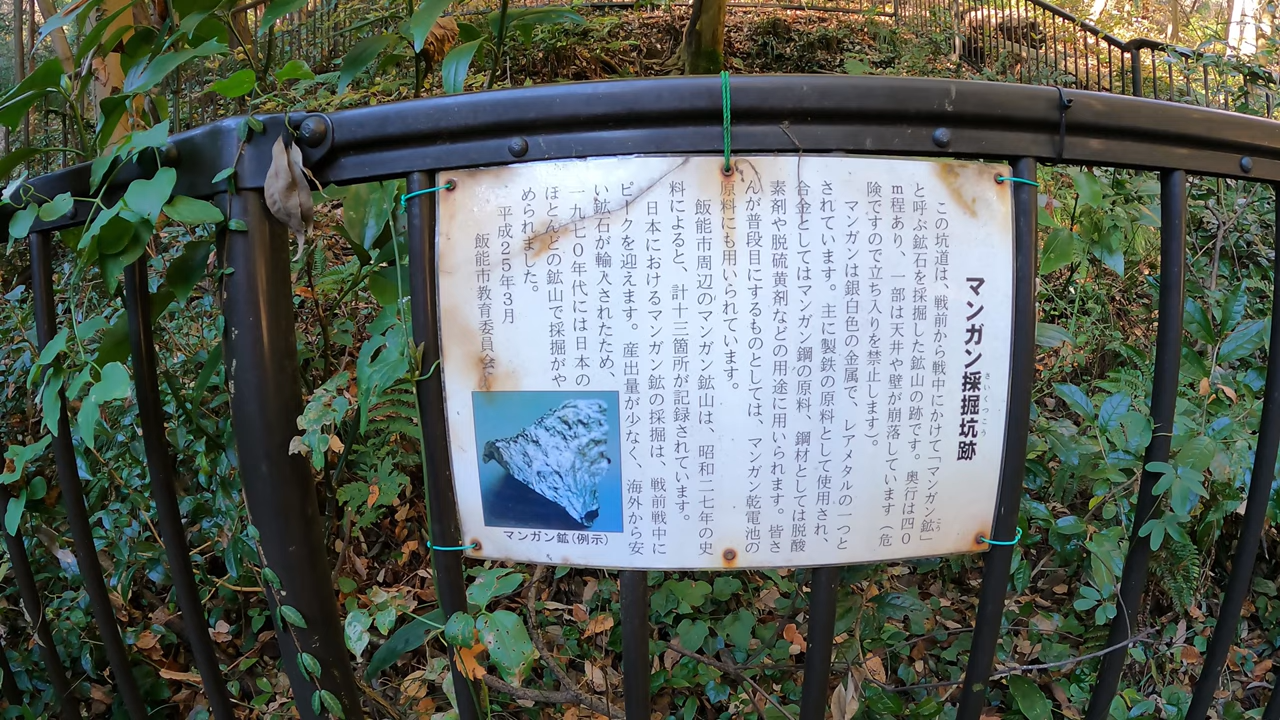 マンガン採掘坑跡
さいくつこう
この坑道は、戦前から戦中にかけて「マンガン鉱」
こう
と呼ぶ鉱石を採掘した鉱山の跡です。奥行は四〇
m程あり、一部は天井や壁が崩落しています（危
険ですので立ち入りを禁止します）。
マンガンは銀白色の金属で、レアメタルの一つと
されています。主に製鉄の原料として使用され、
合金としてはマンガン鋼の原料、鋼材としては脱酸
素剤や脱硫黄剤などの用途に用いられます。皆さ
んが普段目にするものとしては、マンガン乾電池の
原料にも用いられています。
飯能市周辺のマンガン鉱山は、昭和二七年の史
料によると、計十三箇所が記録されています。
日本におけるマンガン鉱の採掘は、戦前戦中に
ピークを迎えます。産出量が少なく、海外から安
い鉱石が輸入されたため、
一九七〇年代には日本の
ほとんどの鉱山で採掘がや
められました。
平成25年3月
飯能市教育委員会
マンガン鉱（例示）